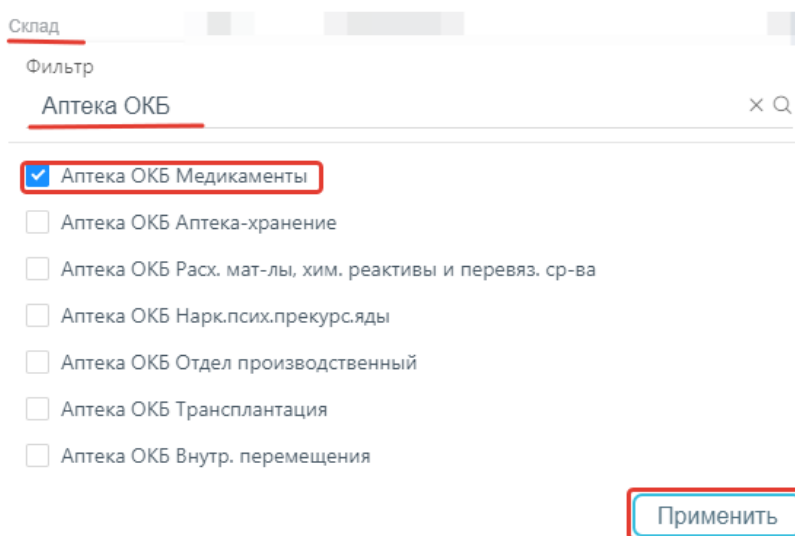 Склад
Фильтр
Аптека ОКБ
Аптека ОКБ Медикаменты
Аптека ОКБ Аптека-хранение
Аптека ОКБ Расх. мат-лы, хим. реактивы и перевяз. ср-ва
Аптека ОКБ Нарк.псих.прекурс.яды
Аптека ОКБ Отдел производственный
Аптека ОКБ Трансплантация
Аптека ОКБ Внутр. перемещения
Применить